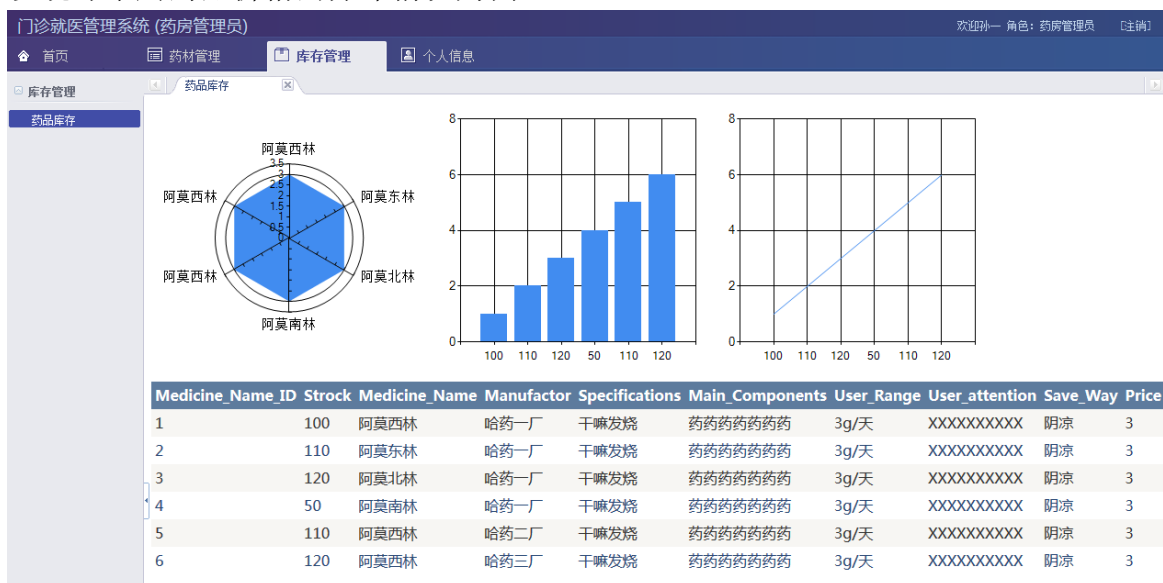 门诊就医管理系统 (药房管理员)
欢迎孙一 角色：药房管理员 [注销]
首页 药材管理 库存管理 个人信息
库存管理
药品库存
药品库存
阿莫西林
阿莫东林
阿莫北林
阿莫南林
阿莫西林
阿莫西林
3.5
3
2.5
2
1.5
1
0.5
0
8
6
4
2
0
100 110 120 50 110 120
8
6
4
2
0
100 110 120 50 110 120
Medicine_Name_ID Strock Medicine_Name Manufactor Specifications Main_Components User_Range User_attention Save_Way Price
1 100 阿莫西林 哈药一厂 干嘛发烧 药药药药药药药 3g/天 XXXXXXXXXX 阴凉 3
2 110 阿莫东林 哈药一厂 干嘛发烧 药药药药药药药 3g/天 XXXXXXXXXX 阴凉 3
3 120 阿莫北林 哈药一厂 干嘛发烧 药药药药药药药 3g/天 XXXXXXXXXX 阴凉 3
4 50 阿莫南林 哈药一厂 干嘛发烧 药药药药药药药 3g/天 XXXXXXXXXX 阴凉 3
5 110 阿莫西林 哈药二厂 干嘛发烧 药药药药药药药 3g/天 XXXXXXXXXX 阴凉 3
6 120 阿莫西林 哈药三厂 干嘛发烧 药药药药药药药 3g/天 XXXXXXXXXX 阴凉 3